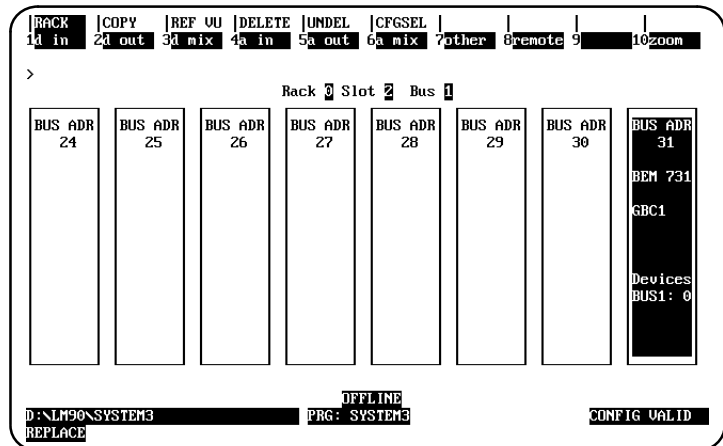 |RACK |COPY |REF VU |DELETE |UNDEL |CFGSEL | | | |
1d in 2d out 3d mix 4a in 5a out 6a mix 7other 8remote 9 10zoom
>
Rack 0 Slot 2 Bus 1
BUS ADR BUS ADR BUS ADR BUS ADR BUS ADR BUS ADR BUS ADR BUS ADR
24 25 26 27 28 29 30 31
BEM 731
GBC1
Devices
BUS1: 0
OFFLINE
D:\LM90\SYSTEM3 PRG: SYSTEM3 CONFIG VALID
REPLACE